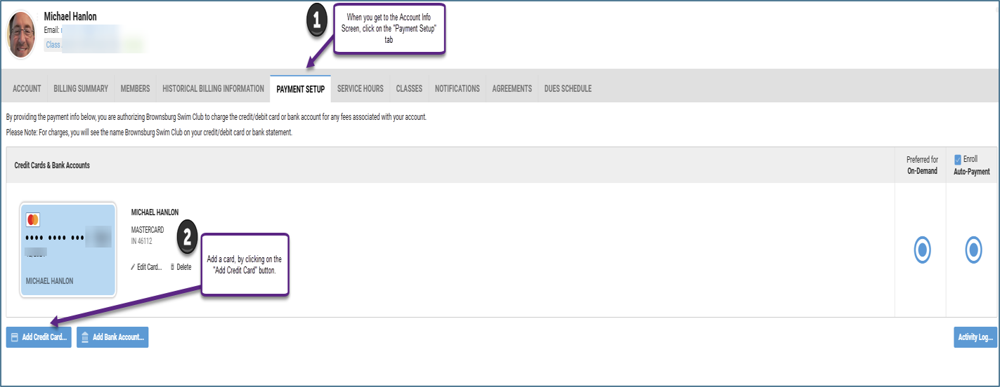 Michael Hanlon
Email:
Class
1
When you get to the Account Info
Screen, click on the "Payment Setup"
tab
ACCOUNT BILLING SUMMARY MEMBERS HISTORICAL BILLING INFORMATION PAYMENT SETUP SERVICE HOURS CLASSES NOTIFICATIONS AGREEMENTS DUES SCHEDULE
By providing the payment info below, you are authorizing Brownsburg Swim Club to charge the credit/debit card or bank account for any fees associated with your account.
Please Note: For charges, you will see the name Brownsburg Swim Club on your credit/debit card or bank statement.
Credit Cards & Bank Accounts
Preferred for
On-Demand
Enroll
Auto-Payment
MICHAEL HANLON
MASTERCARD
IN 46112
Edit Card... Delete
MICHAEL HANLON
2
Add a card, by clicking on the
"Add Credit Card" button.
Add Credit Card... Add Bank Account... Activity Log...